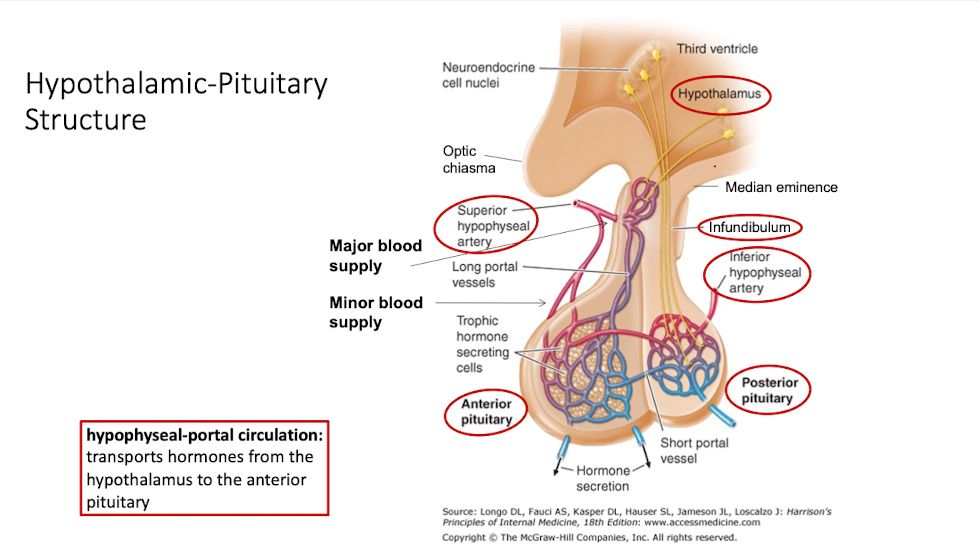 Hypothalamic-Pituitary
Structure
Third ventricle
Neuroendocrine
cell nuclei
Hypothalamus
Optic
chiasma
Median eminence
Superior
hypophyseal
artery
Infundibulum
Major blood
supply
Inferior
hypophyseal
artery
Long portal
vessels
Minor blood
supply
Trophic
hormone
secreting
cells
Anterior
pituitary
Posterior
pituitary
hypophyseal-portal circulation:
transports hormones from the
hypothalamus to the anterior
pituitary
Short portal
vessel
Hormone
secretion
Source: Longo DL, Fauci AS, Kasper DL, Hauser SL, Jameson JL, Loscalzo J: Harrison's
Principles of Internal Medicine, 18th Edition: www.accessmedicine.com
Copyright © The McGraw-Hill Companies, Inc. All rights reserved.